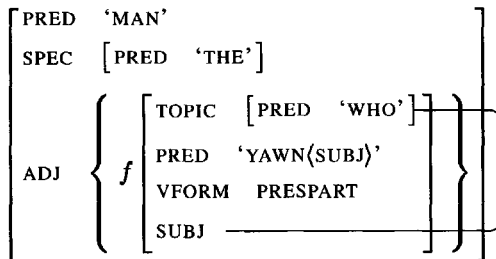 PRED ‘MAN’
SPEC [PRED ‘THE’]
TOPIC [PRED ‘WHO’]
PRED ‘YAWN⟨SUBJ⟩’
ADJ { f
VFORM PRESPART
SUBJ